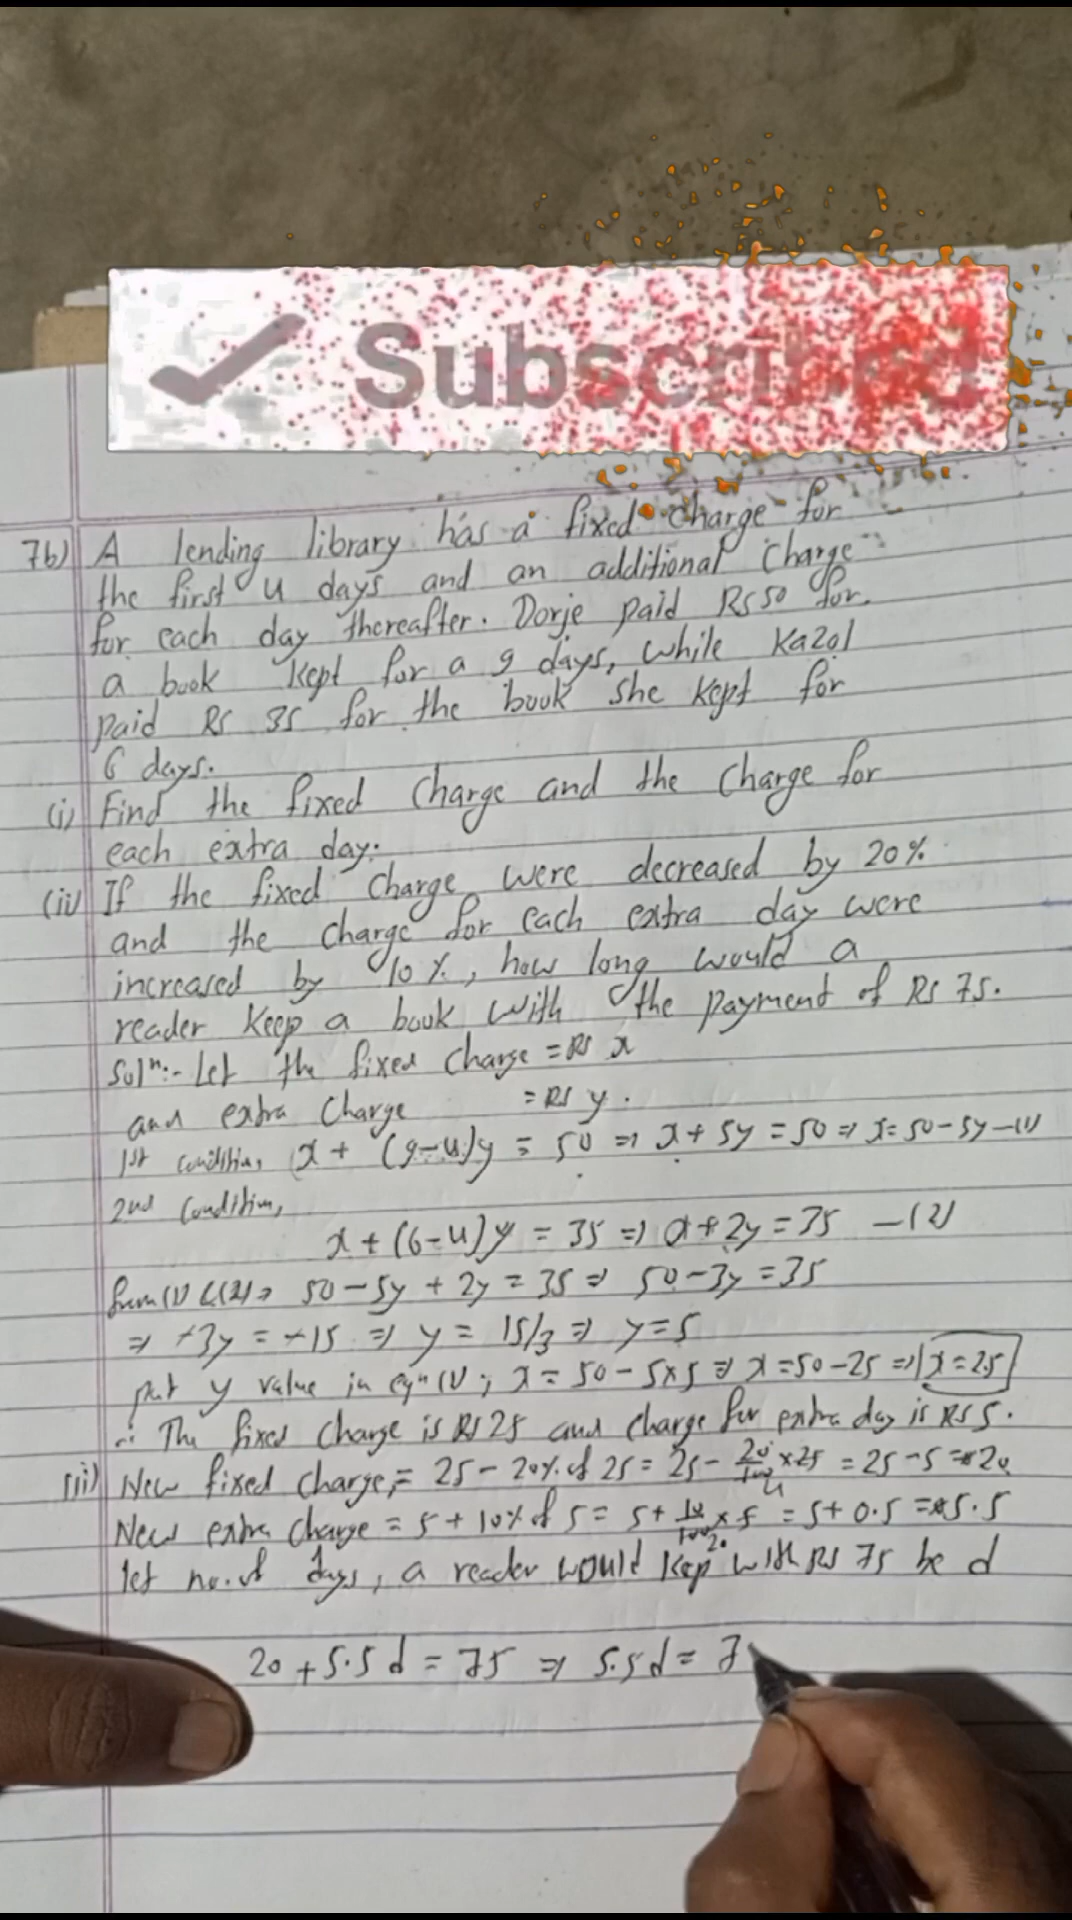 Subscribed
7b) A lending library has a fixed charge for
the first 4 days and an additional charge
for each day thereafter. Dorje paid Rs 50 for
a book kept for a 9 days, while Kazol
paid Rs 35 for the book she kept for
6 days.
(i) Find the fixed charge and the charge for
each extra day.
(ii) If the fixed charge were decreased by 20%
and the charge for each extra day were
increased by 10%, how long would a
reader keep a book with the payment of Rs 75.
Solⁿ:- Let the fixed charge = Rs x
and extra charge = Rs y.
1st condition, x + (9-4)y = 50 ⇒ x + 5y = 50 ⇒ x = 50 - 5y -(1)
2nd condition,
x + (6-4)y = 35 ⇒ x + 2y = 35 -(2)
from (1) & (2) ⇒ 50 - 5y + 2y = 35 ⇒ 50 - 3y = 35
⇒ -3y = -15 ⇒ y = 15/3 ⇒ y = 5
put y value in eqⁿ (1); x = 50 - 5×5 ⇒ x = 50 - 25 ⇒ x = 25
∴ The fixed charge is Rs 25 and charge for extra day is Rs 5.
(ii) New fixed charge, = 25 - 20% of 25 = 25 - 20/100 × 25 = 25 - 5 = 20
New extra charge = 5 + 10% of 5 = 5 + 10/100 × 5 = 5 + 0.5 = 5.5
let no. of days, a reader would kep with Rs 75 be d
20 + 5.5d = 75 ⇒ 5.5d = 7